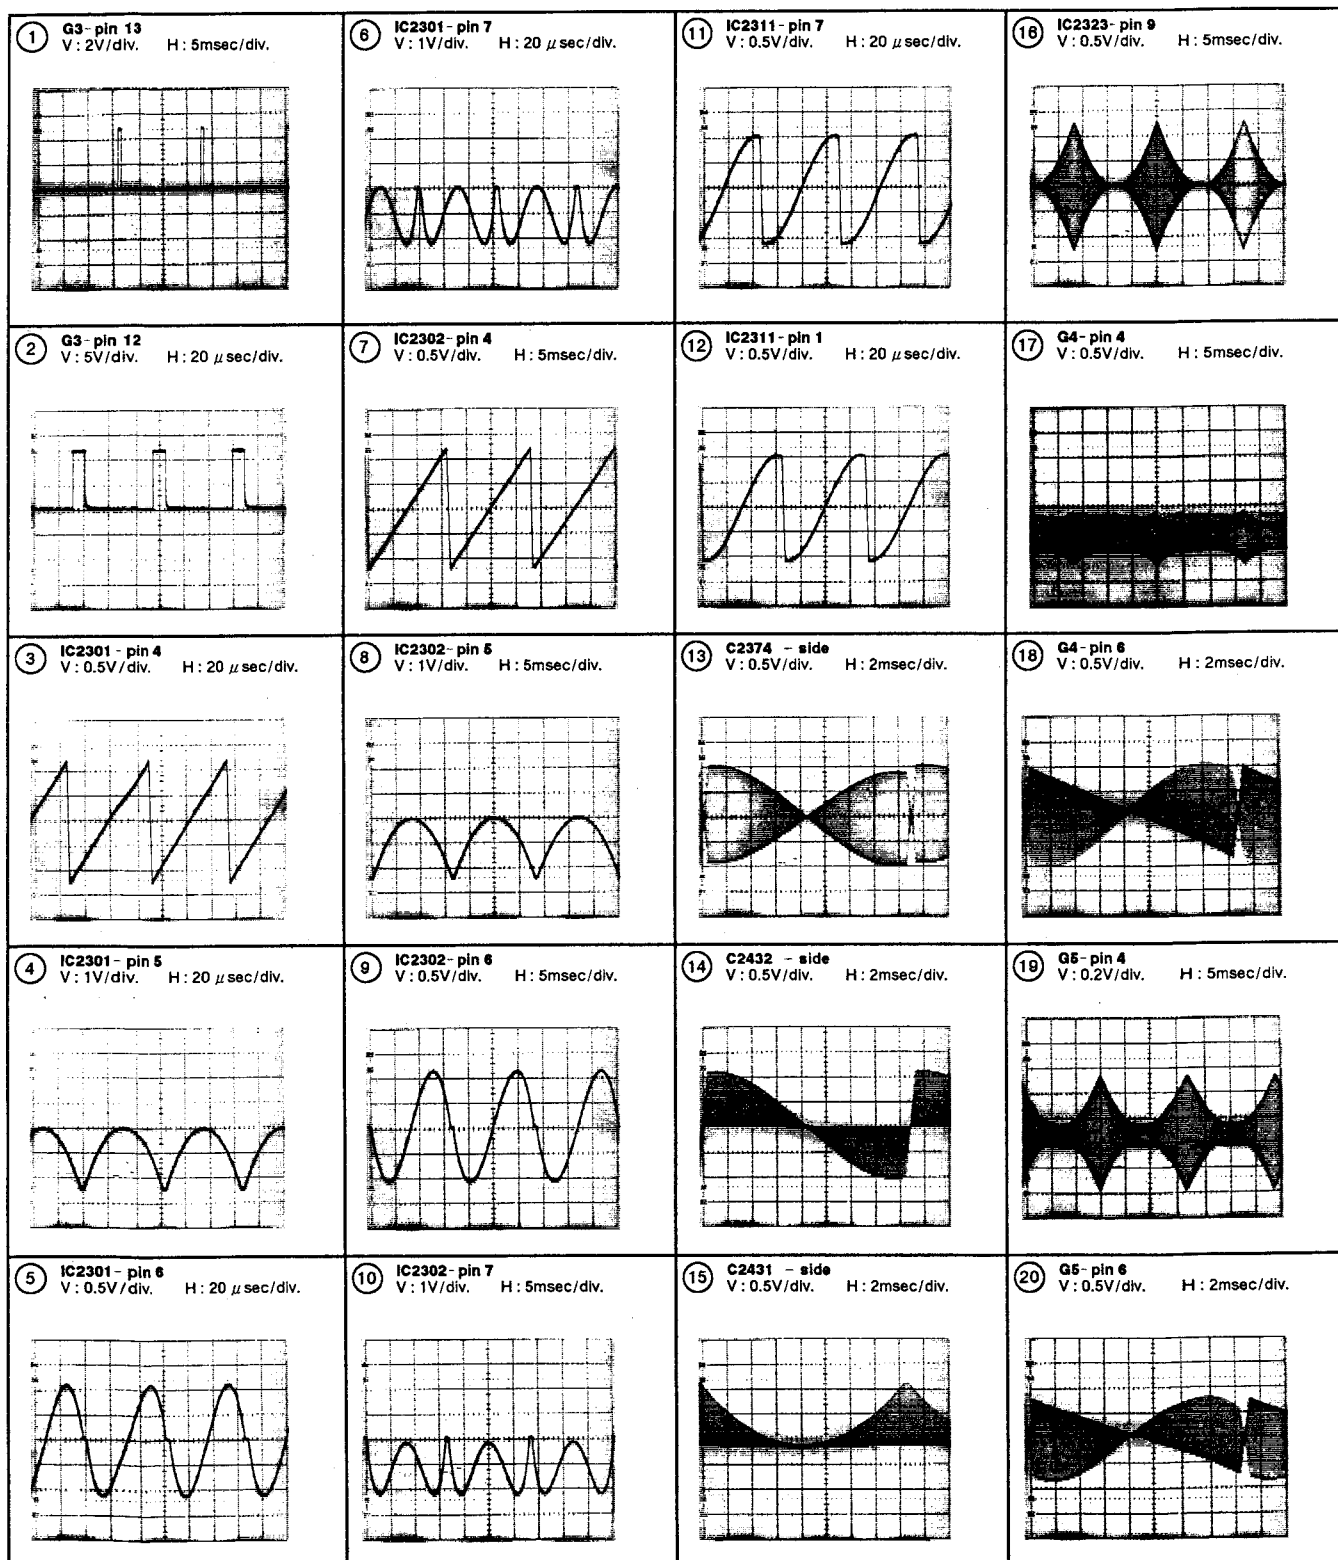 1 G3-pin 13
V : 2V/div. H : 5msec/div.
2 G3-pin 12
V : 5V/div. H : 20 μsec/div.
3 IC2301-pin 4
V : 0.5V/div. H : 20 μsec/div.
4 IC2301-pin 5
V : 1V/div. H : 20 μsec/div.
5 IC2301-pin 6
V : 0.5V/div. H : 20 μsec/div.
6 IC2301-pin 7
V : 1V/div. H : 20 μsec/div.
7 IC2302-pin 4
V : 0.5V/div. H : 5msec/div.
8 IC2302-pin 5
V : 1V/div. H : 5msec/div.
9 IC2302-pin 6
V : 0.5V/div. H : 5msec/div.
10 IC2302-pin 7
V : 1V/div. H : 5msec/div.
11 IC2311-pin 7
V : 0.5V/div. H : 20 μsec/div.
12 IC2311-pin 1
V : 0.5V/div. H : 20 μsec/div.
13 C2374 - side
V : 0.5V/div. H : 2msec/div.
14 C2432 - side
V : 0.5V/div. H : 2msec/div.
15 C2431 - side
V : 0.5V/div. H : 2msec/div.
16 IC2323-pin 9
V : 0.5V/div. H : 5msec/div.
17 G4-pin 4
V : 0.5V/div. H : 5msec/div.
18 G4-pin 6
V : 0.5V/div. H : 2msec/div.
19 G5-pin 4
V : 0.2V/div. H : 5msec/div.
20 G5-pin 6
V : 0.5V/div. H : 2msec/div.